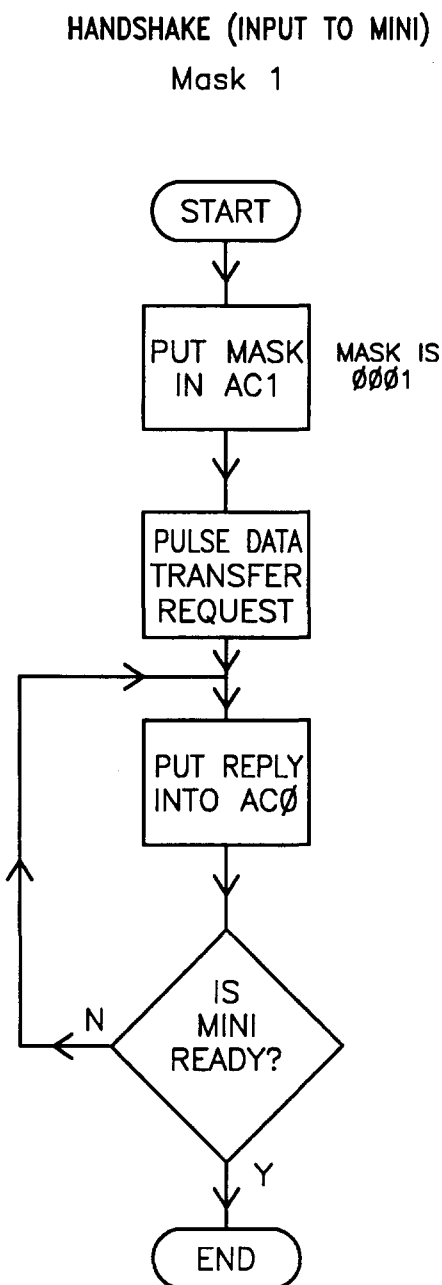 HANDSHAKE (INPUT TO MINI)
Mask 1
START
PUT MASK
IN AC1
MASK IS
ØØØ1
PULSE DATA
TRANSFER
REQUEST
PUT REPLY
INTO ACØ
IS
MINI
READY?
N
Y
END